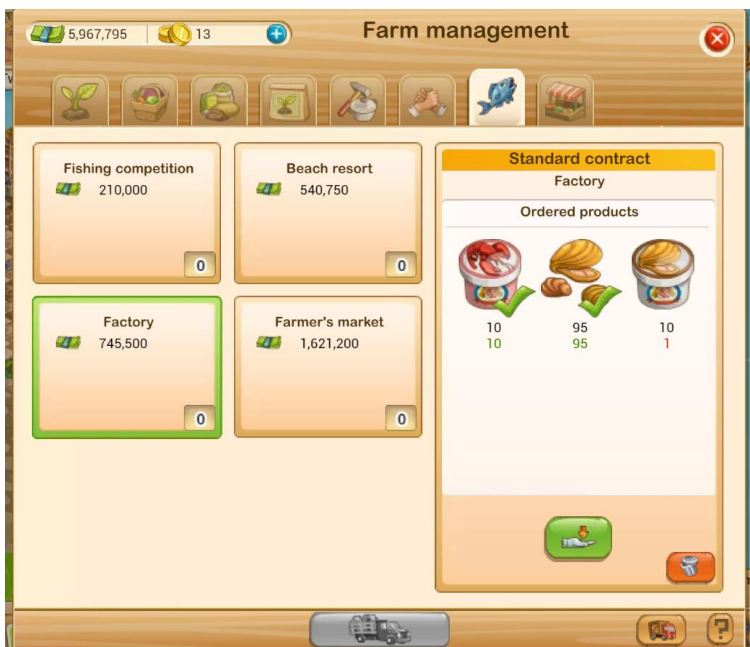 Farm management
5,967,795
13
Fishing competition
210,000
0
Beach resort
540,750
0
Factory
745,500
0
Farmer's market
1,621,200
0
Standard contract
Factory
Ordered products
10 95 10
10 95 1
?